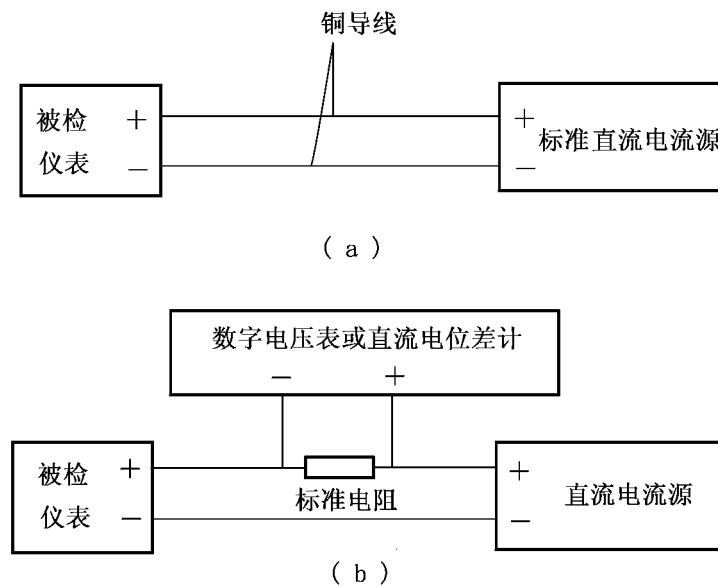 铜导线
被检 +
仪表 －
+
标准直流电流源
－
( a )
数字电压表或直流电位差计
－ +
被检 +
仪表 －
标准电阻
+
直流电流源
－
( b )